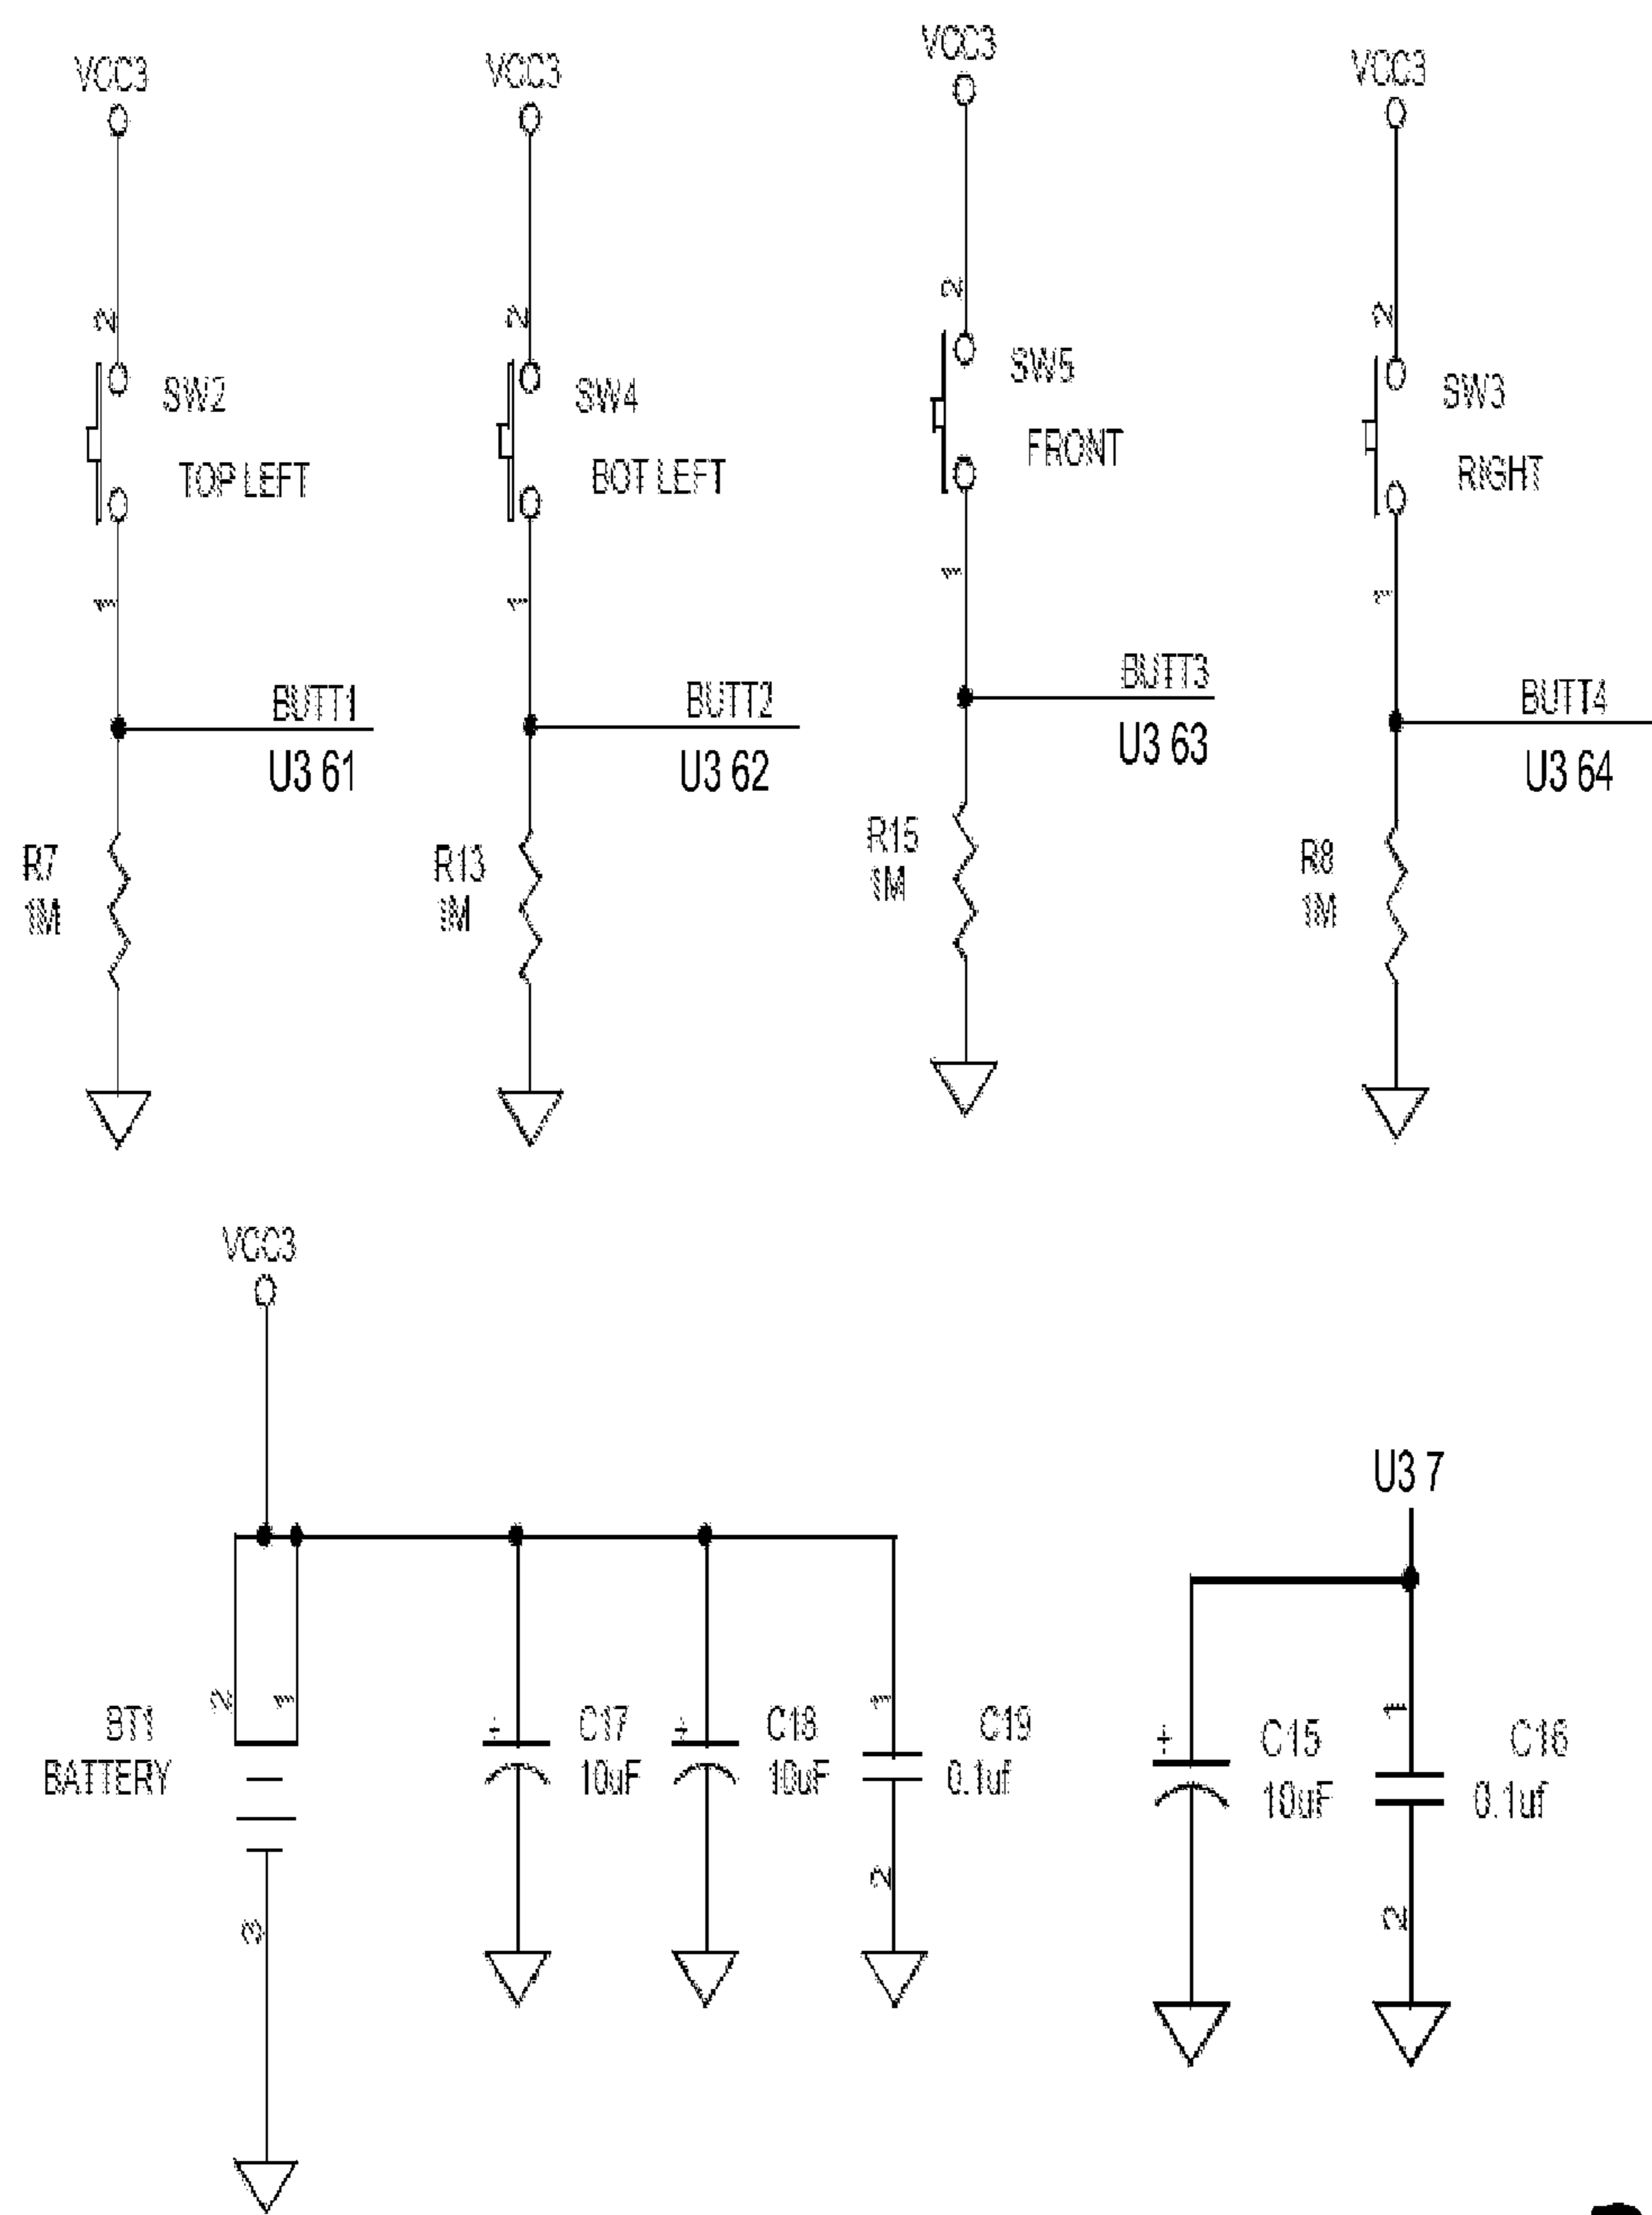 VCC3
VCC3
VCC3
VCC3
2
2
2
2
SW2
TOP LEFT
SW4
BOT LEFT
SW5
FRONT
SW3
RIGHT
1
1
1
1
BUTT1
U3 61
BUTT2
U3 62
BUTT3
U3 63
BUTT4
U3 64
R7
1M
R13
1M
R15
1M
R8
1M
VCC3
U3 7
2
1
BT1
BATTERY
3
+
C17
10uF
+
C18
10uF
1
C19
0.1uf
2
+
C15
10uF
1
C16
0.1uf
2